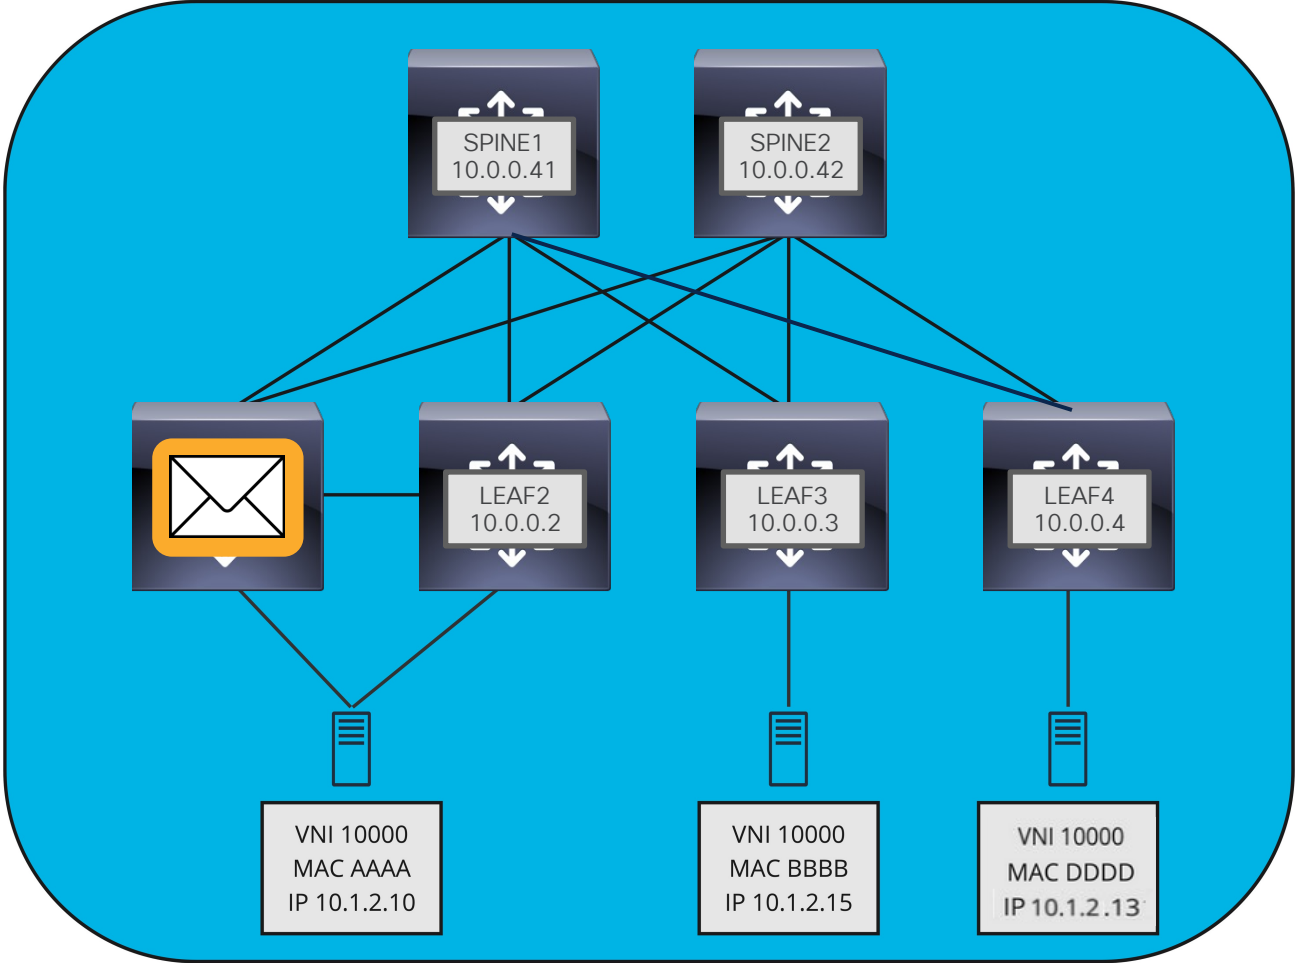 SPINE1
10.0.0.41
SPINE2
10.0.0.42
LEAF2
10.0.0.2
LEAF3
10.0.0.3
LEAF4
10.0.0.4
VNI 10000
MAC AAAA
IP 10.1.2.10
VNI 10000
MAC BBBB
IP 10.1.2.15
VNI 10000
MAC DDDD
IP 10.1.2.13